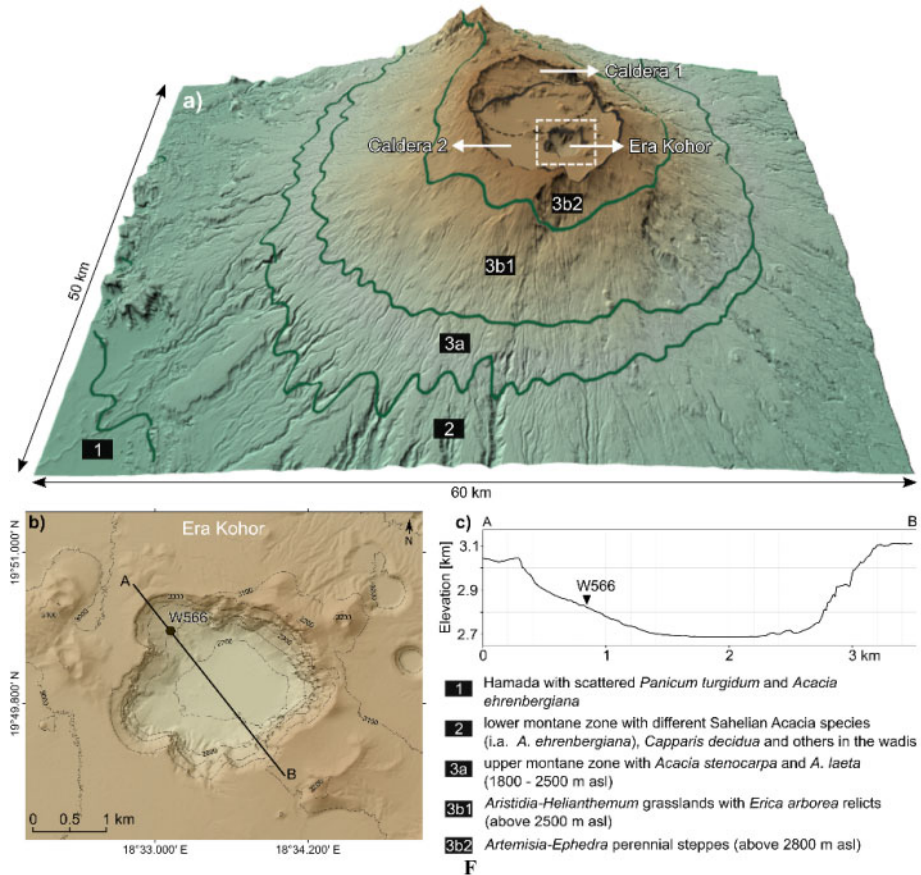 a)
Caldera 1
Caldera 2
Era Kohor
3b2
3b1
3a
2
1
50 km
60 km
b)
Era Kohor
N
19°51.000' N
19°49.800' N
A
W566
B
3000
3100
2700
0 0.5 1 km
18°33.000' E
18°34.200' E
c)
A
B
Elevation [km]
3.1
2.9
2.7
W566
0
1
2
3 km
1 Hamada with scattered Panicum turgidum and Acacia
ehrenbergiana
2 lower montane zone with different Sahelian Acacia species
(i.a. A. ehrenbergiana), Capparis decidua and others in the wadis
3a upper montane zone with Acacia stenocarpa and A. laeta
(1800 - 2500 m asl)
3b1 Aristidia-Helianthemum grasslands with Erica arborea relicts
(above 2500 m asl)
3b2 Artemisia-Ephedra perennial steppes (above 2800 m asl)
F